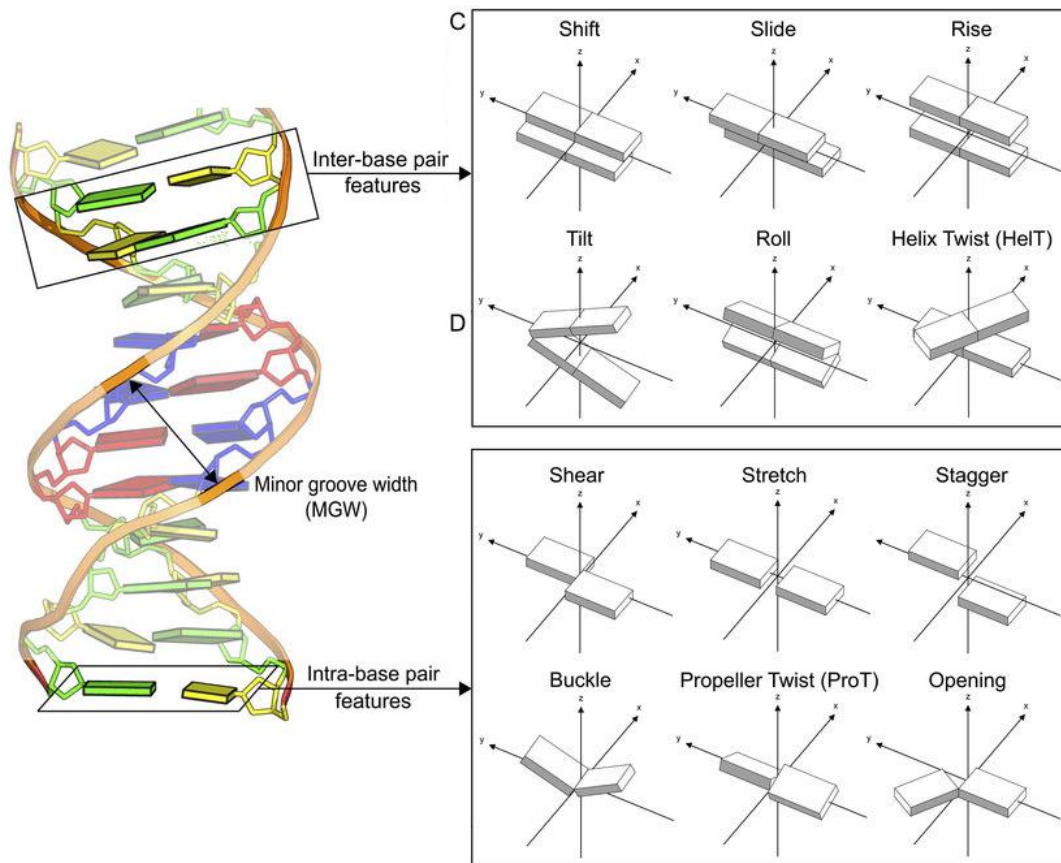 C
Shift Slide Rise
z z z
x x x
y y y
Inter-base pair
features
Tilt Roll Helix Twist (HelT)
z z z
x x x
y y y
D
Minor groove width
(MGW)
Shear Stretch Stagger
z z z
x x x
y y y
Intra-base pair
features
Buckle Propeller Twist (ProT) Opening
z z z
x x x
y y y